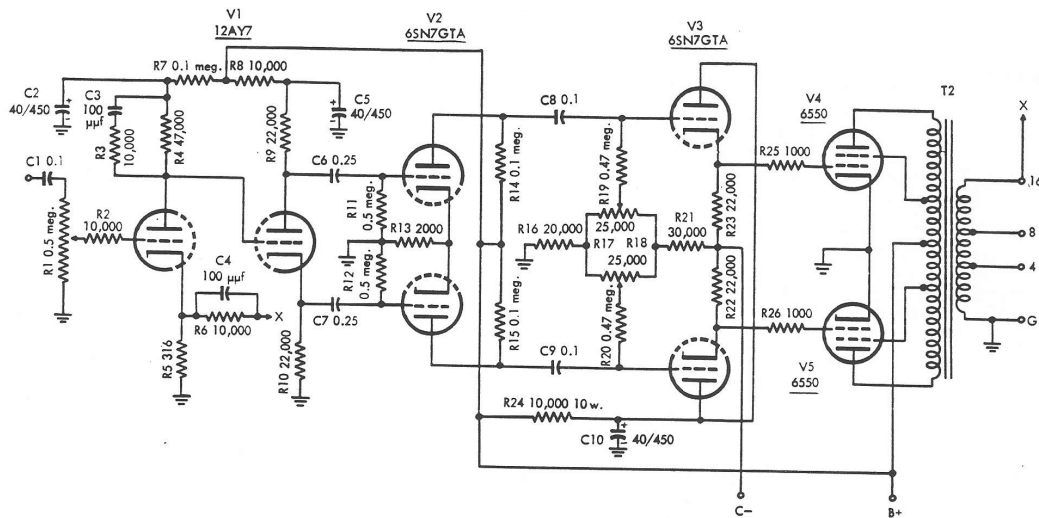 V1
12AY7
V2
6SN7GTA
V3
6SN7GTA
R7 0.1 meg.
R8 10,000
C2
40/450
+
C3
100
μμf
R3
10,000
R4 47,000
R9 22,000
+
C5
40/450
C8 0.1
V4
6550
T2
X
C1 0.1
R1 0.5 meg.
R2
10,000
C6 0.25
R11
0.5 meg.
R14 0.1 meg.
R19 0.47 meg.
R25 1000
16
R13 2000
25,000
R16 20,000
R17
R18
R21
30,000
R23 22,000
8
C4
100 μμf
R12
0.5 meg.
25,000
R22 22,000
4
X
R6 10,000
C7 0.25
R15 0.1 meg.
R20 0.47 meg.
R26 1000
G
R5 316
R10 22,000
C9 0.1
V5
6550
R24 10,000 10w.
+
C10
40/450
C−
B+